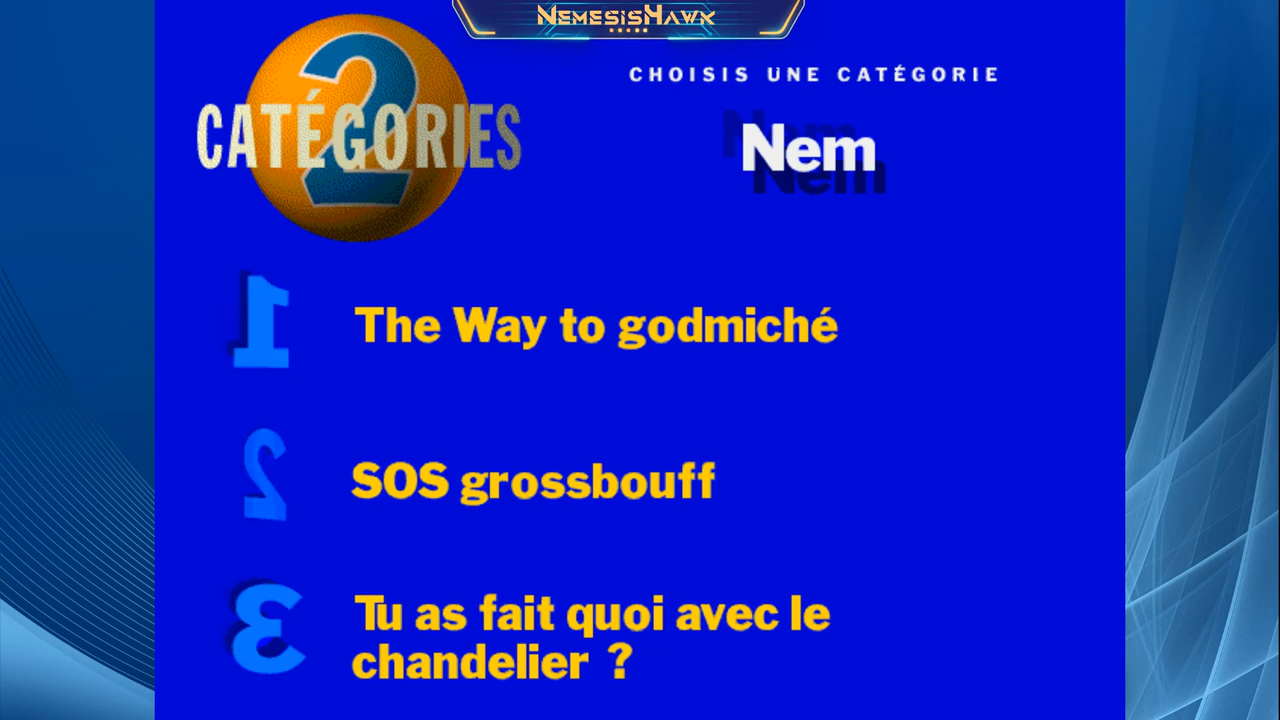 NemesisHawk
2
CATÉGORIES
CHOISIS UNE CATÉGORIE
Nem
1
The Way to godmiché
2
SOS grossbouff
3
Tu as fait quoi avec le
chandelier ?